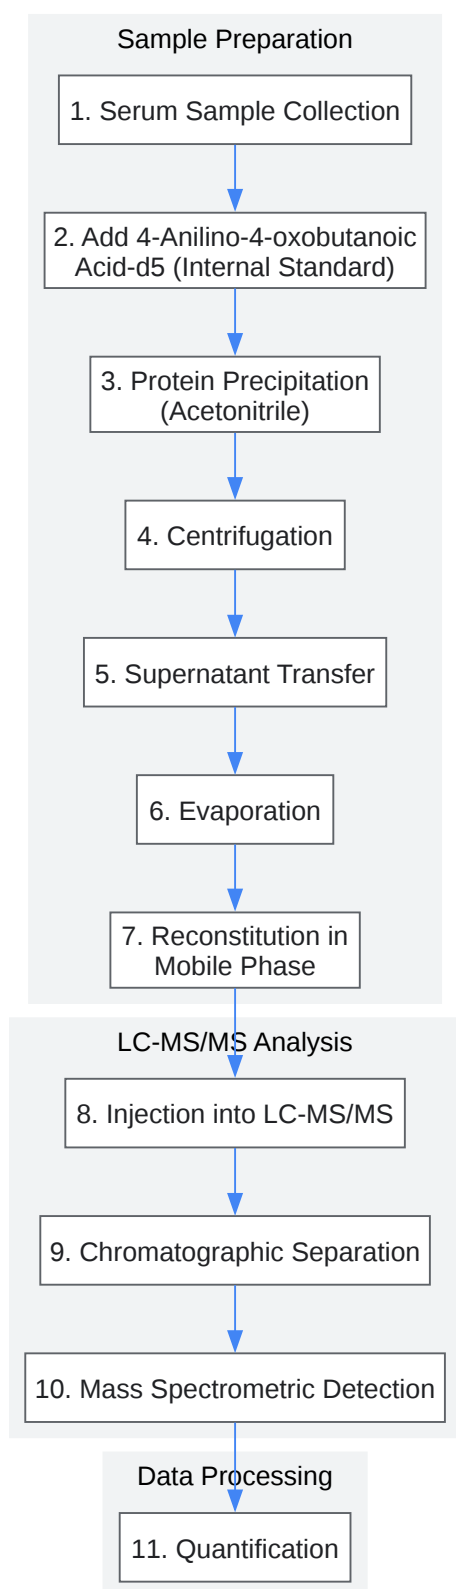 Sample Preparation
1. Serum Sample Collection
2. Add 4-Anilino-4-oxobutanoic
Acid-d5 (Internal Standard)
3. Protein Precipitation
(Acetonitrile)
4. Centrifugation
5. Supernatant Transfer
6. Evaporation
7. Reconstitution in
Mobile Phase
LC-MS/MS Analysis
8. Injection into LC-MS/MS
9. Chromatographic Separation
10. Mass Spectrometric Detection
Data Processing
11. Quantification